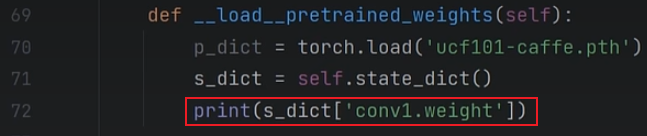 69 def __load__pretrained_weights(self):
70 p_dict = torch.load('ucf101-caffe.pth')
71 s_dict = self.state_dict()
72 print(s_dict['conv1.weight'])